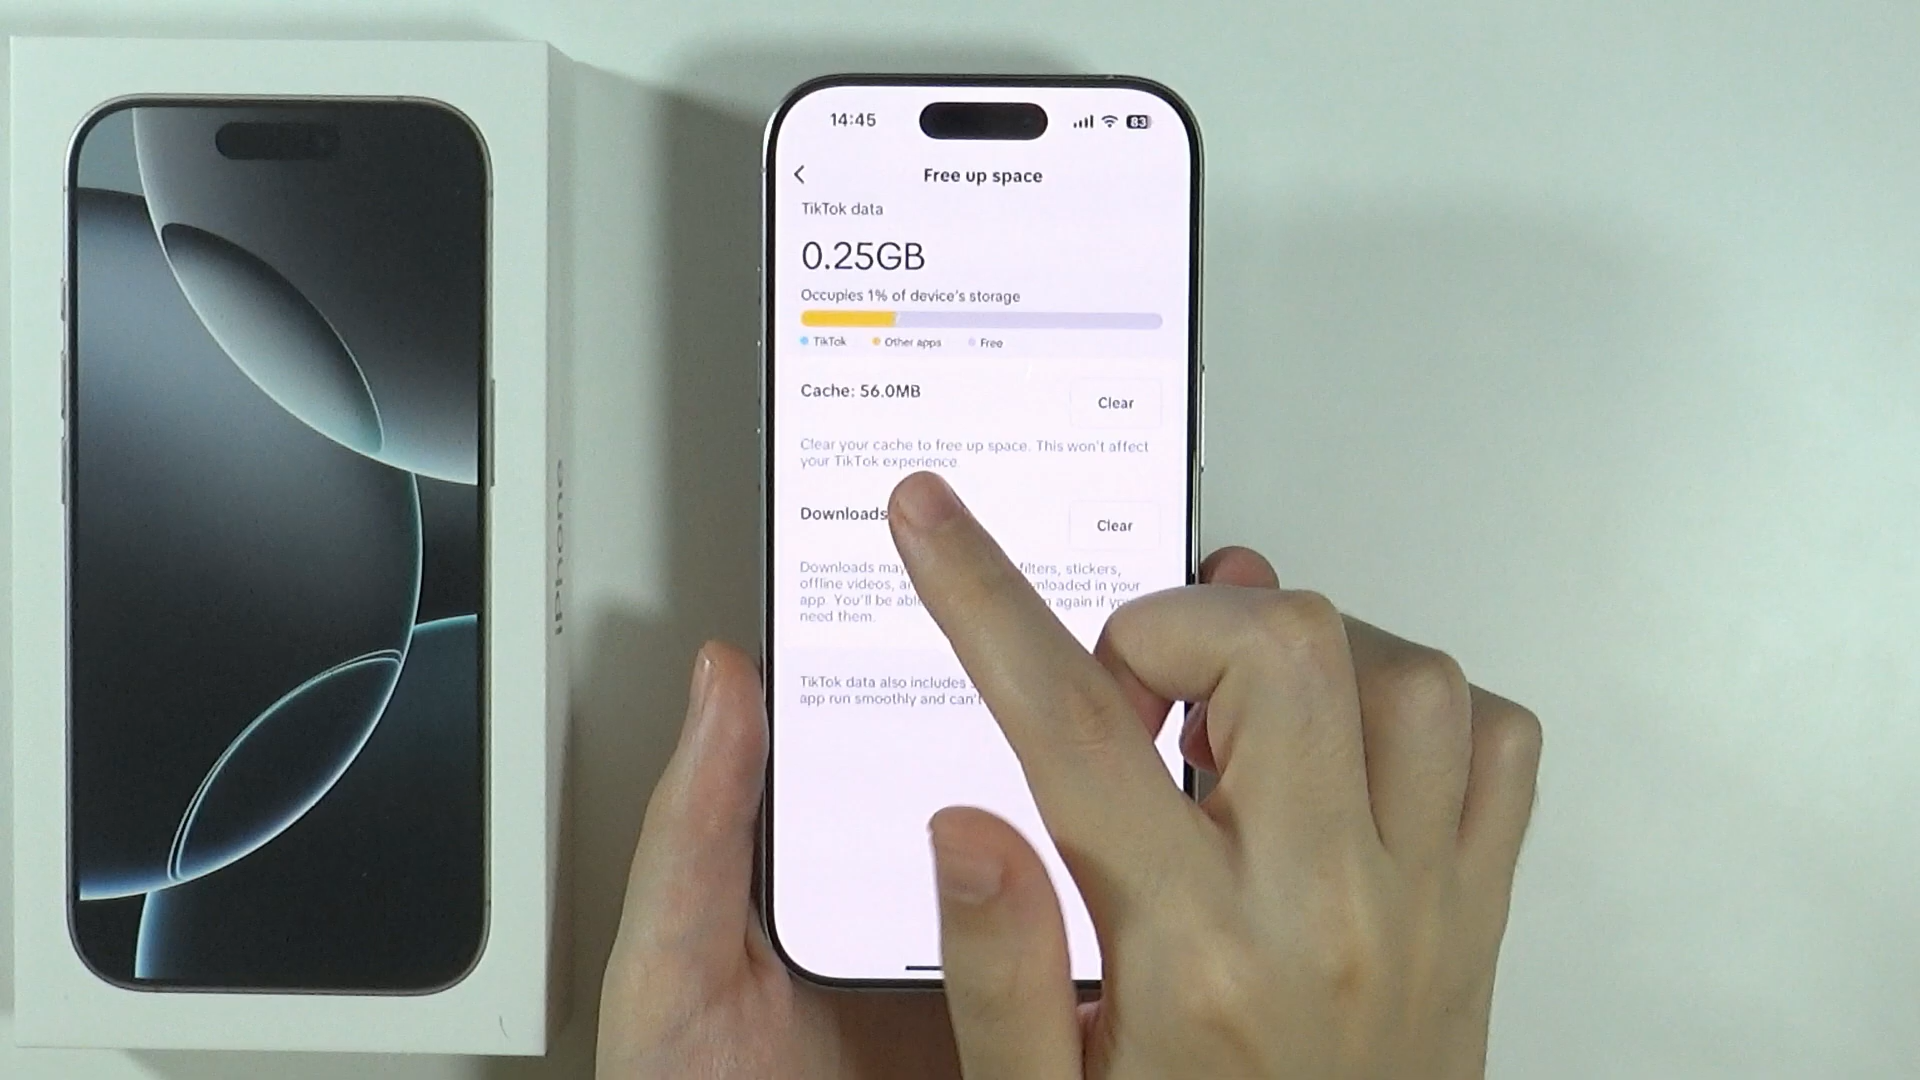 iPhone
14:45
83
Free up space
TikTok data
0.25GB
Occupies 1% of device's storage
TikTok Other apps Free
Cache: 56.0MB
Clear
Clear your cache to free up space. This won't affect
your TikTok experience.
Downloads
Clear
Downloads may filters, stickers,
offline videos, in your
app. You'll be again if
need them.
TikTok data also includes
app run smoothly and